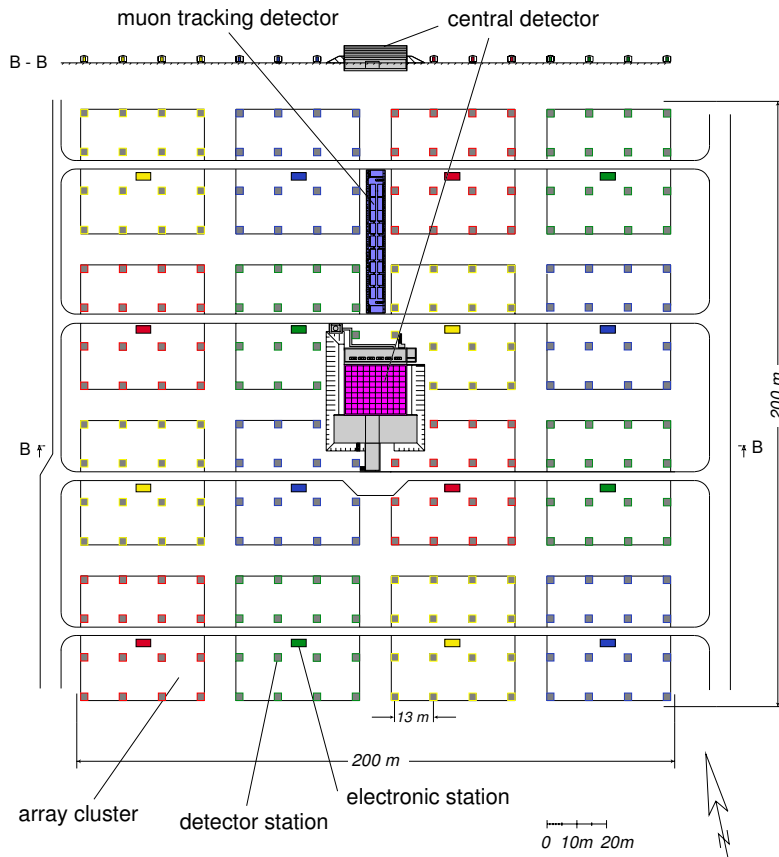 muon tracking detector
central detector
B - B
B
B
200 m
13 m
200 m
array cluster
detector station
electronic station
0 10m 20m
N